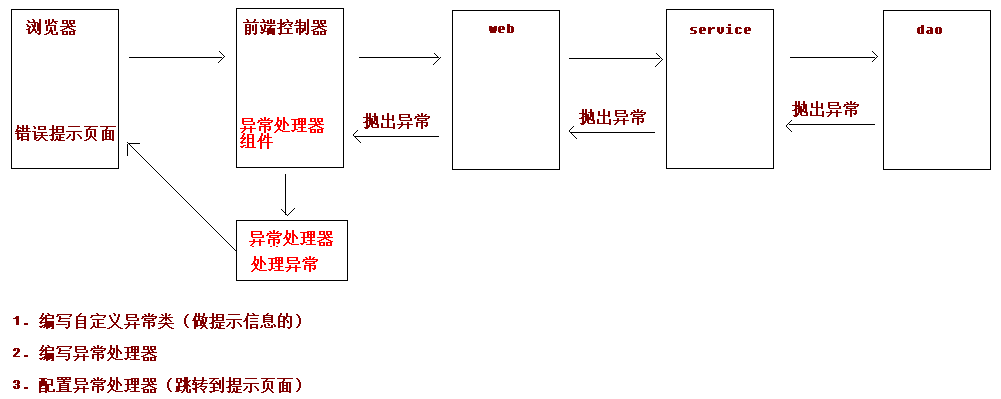 浏览器
前端控制器
web
service
dao
错误提示页面
异常处理器
组件
抛出异常
抛出异常
抛出异常
异常处理器
处理异常
1. 编写自定义异常类（做提示信息的）
2. 编写异常处理器
3. 配置异常处理器（跳转到提示页面）